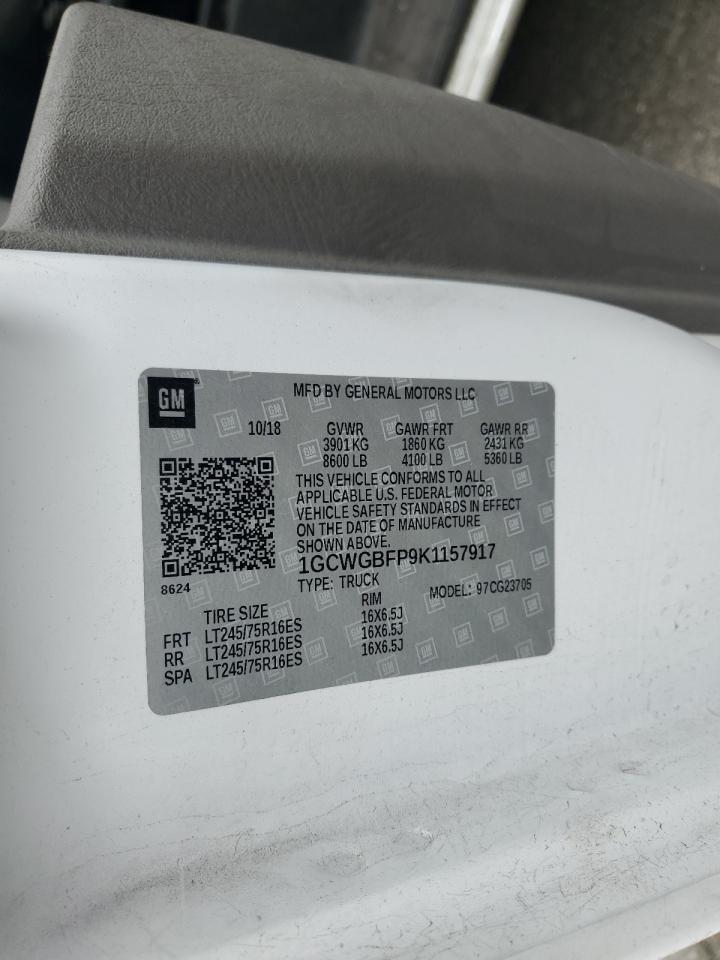 GM
MFD BY GENERAL MOTORS LLC
10/18 GVWR GAWR FRT GAWR RR
3901 KG 1860 KG 2431 KG
8600 LB 4100 LB 5360 LB
THIS VEHICLE CONFORMS TO ALL
APPLICABLE U.S. FEDERAL MOTOR
VEHICLE SAFETY STANDARDS IN EFFECT
ON THE DATE OF MANUFACTURE
SHOWN ABOVE.
1GCWGBFP9K1157917
8624
TYPE: TRUCK MODEL: 97CG23705
TIRE SIZE RIM
FRT LT245/75R16ES 16X6.5J
RR LT245/75R16ES 16X6.5J
SPA LT245/75R16ES 16X6.5J